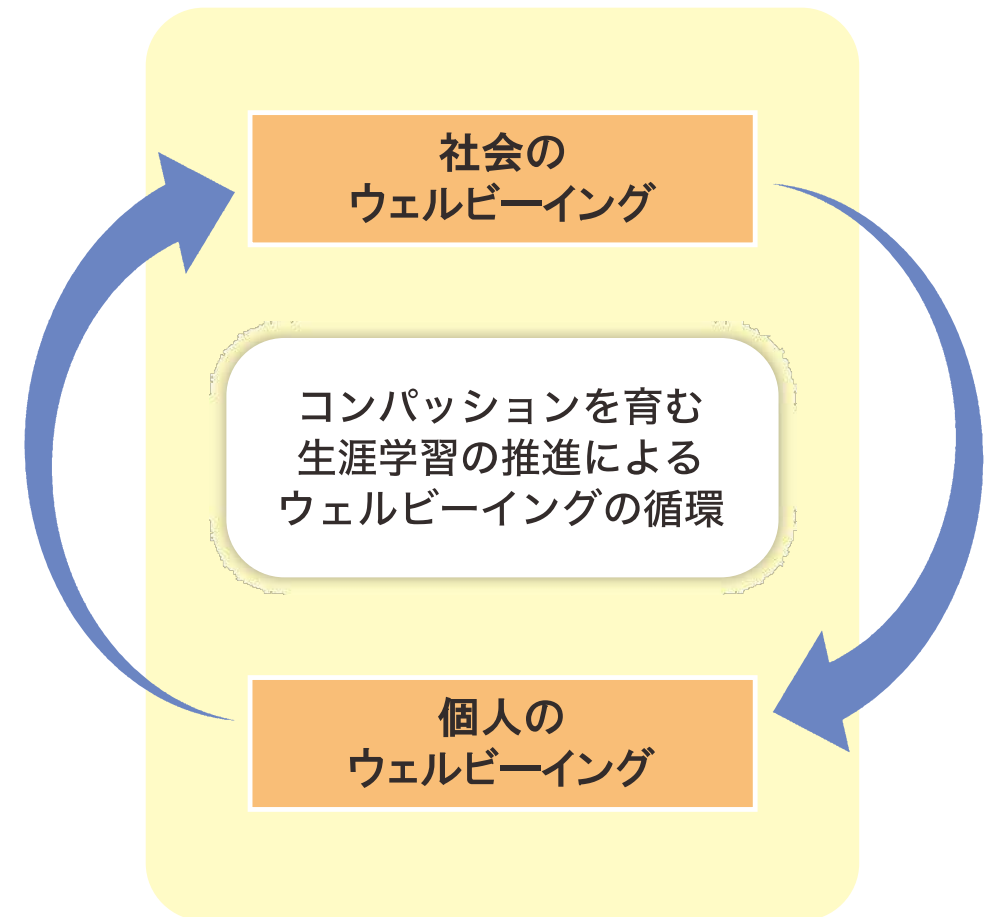 社会の
ウェルビーイング
コンパッションを育む
生涯学習の推進による
ウェルビーイングの循環
個人の
ウェルビーイング